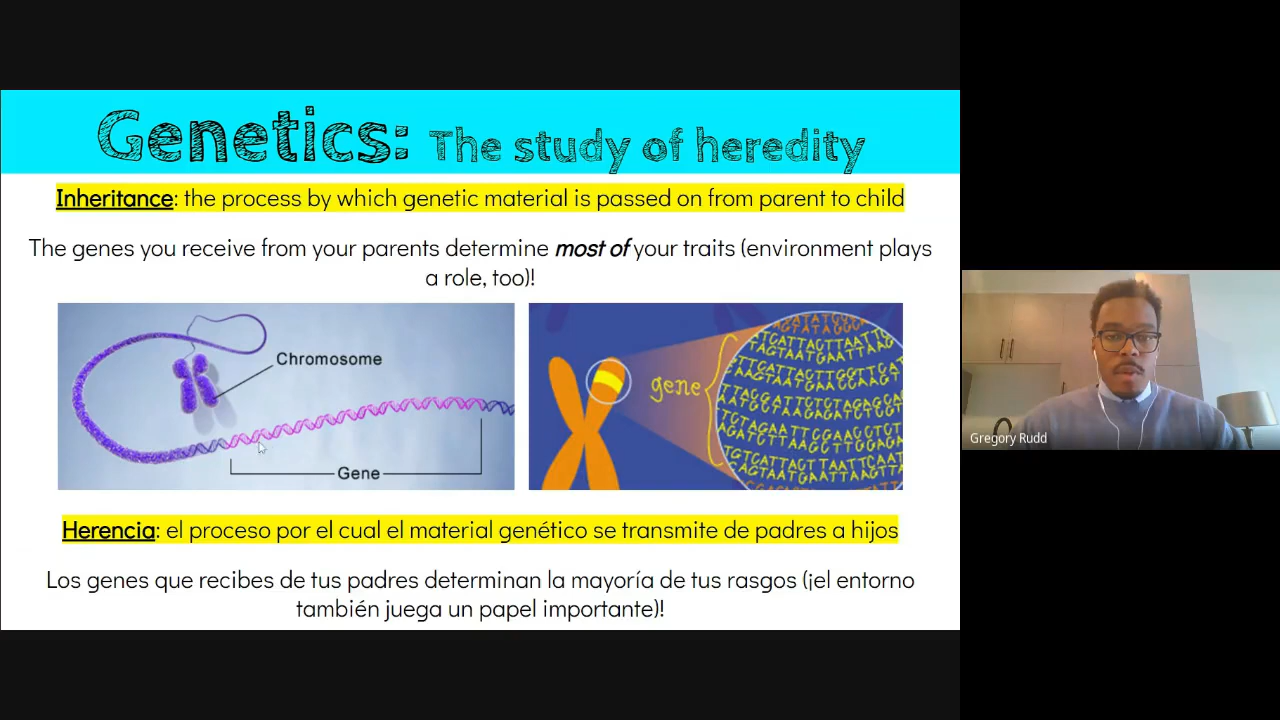 Genetics: The study of heredity
Inheritance: the process by which genetic material is passed on from parent to child
The genes you receive from your parents determine most of your traits (environment plays
a role, too)!
Chromosome
Gene
gene
Herencia: el proceso por el cual el material genético se transmite de padres a hijos
Los genes que recibes de tus padres determinan la mayoría de tus rasgos (¡el entorno
también juega un papel importante)!
Gregory Rudd